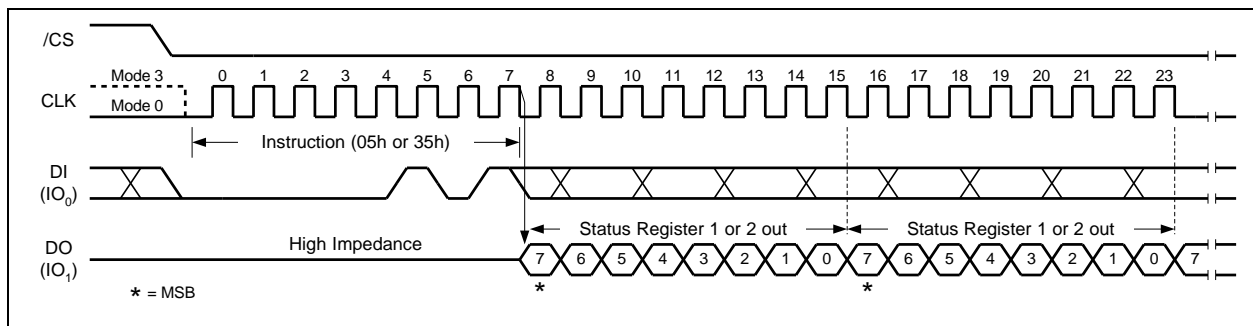 /CS
Mode 3 0 1 2 3 4 5 6 7 8 9 10 11 12 13 14 15 16 17 18 19 20 21 22 23
CLK Mode 0
Instruction (05h or 35h)
DI
(IO0)
Status Register 1 or 2 out Status Register 1 or 2 out
DO High Impedance
(IO1) 7 6 5 4 3 2 1 0 7 6 5 4 3 2 1 0 7
* *
* = MSB